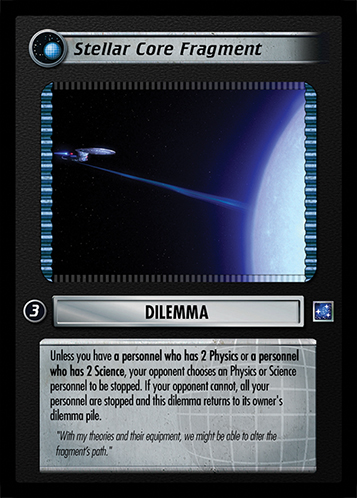 Stellar Core Fragment
3
DILEMMA
Unless you have a personnel who has 2 Physics or a personnel
who has 2 Science, your opponent chooses an Physics or Science
personnel to be stopped. If your opponent cannot, all your
personnel are stopped and this dilemma returns to its owner's
dilemma pile.
"With my theories and their equipment, we might be able to alter the
fragment's path."